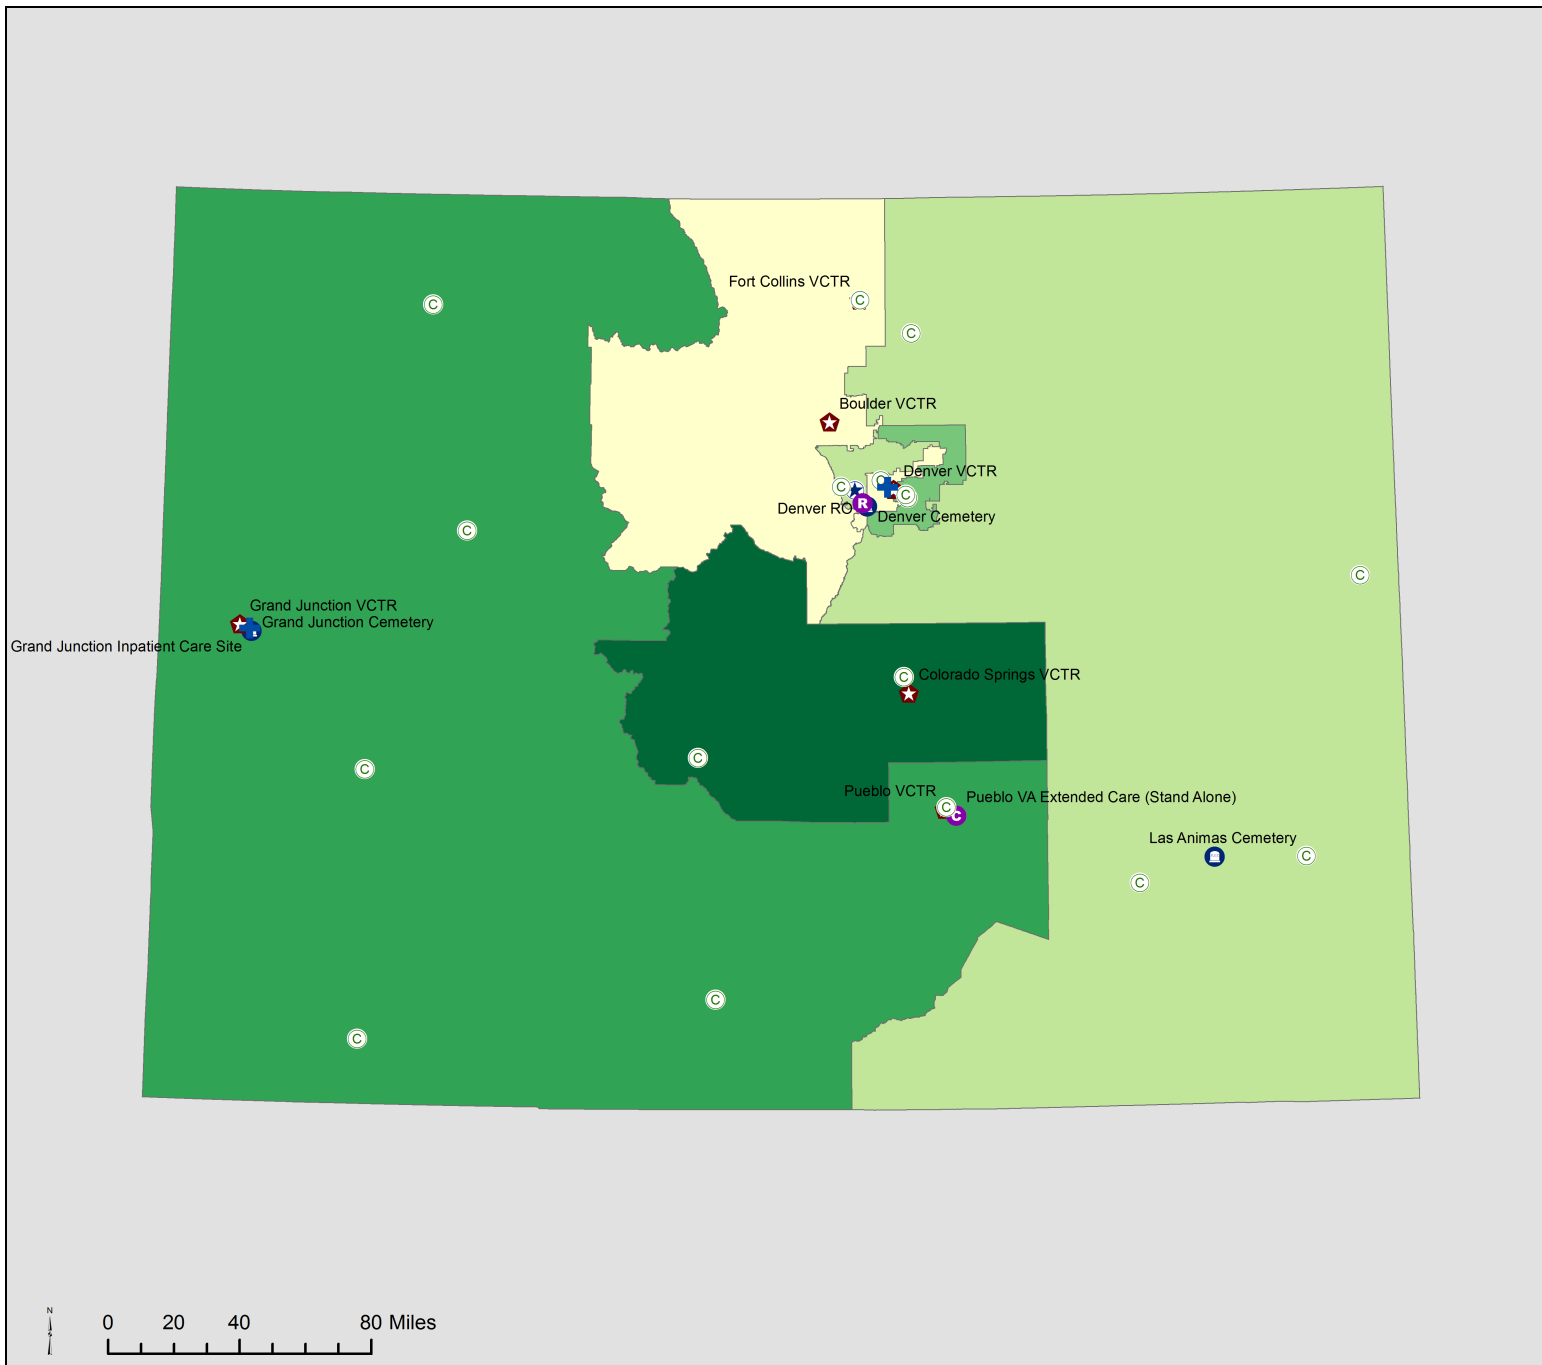 Fort Collins VCTR
C
C
C
Boulder VCTR
Denver VCTR
C
C
C
R
Denver RO
Denver Cemetery
C
C
Grand Junction VCTR
Grand Junction Cemetery
Grand Junction Inpatient Care Site
Colorado Springs VCTR
C
C
C
Pueblo VCTR
C
C
Pueblo VA Extended Care (Stand Alone)
Las Animas Cemetery
C
C
C
C
N
S
0 20 40 80 Miles